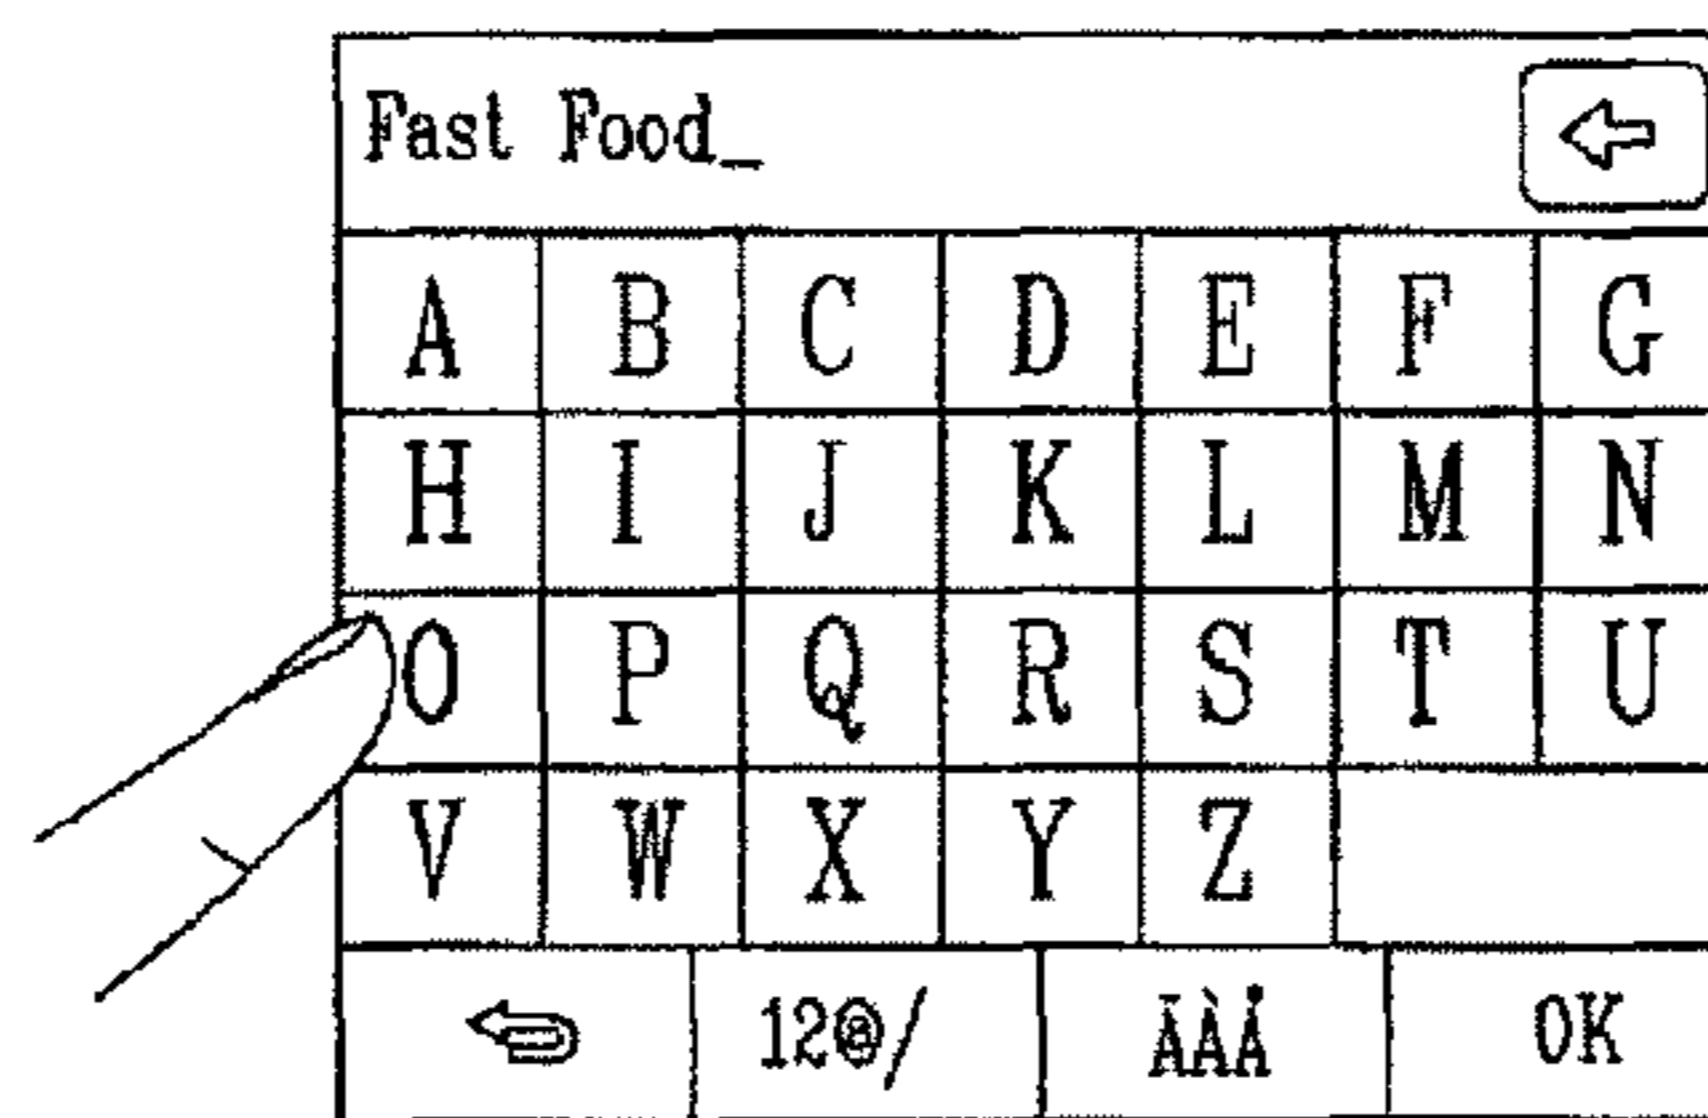 Fast Food_
A B C D E F G
H I J K L M N
O P Q R S T U
V W X Y Z
12@/ ĀÀÅ OK